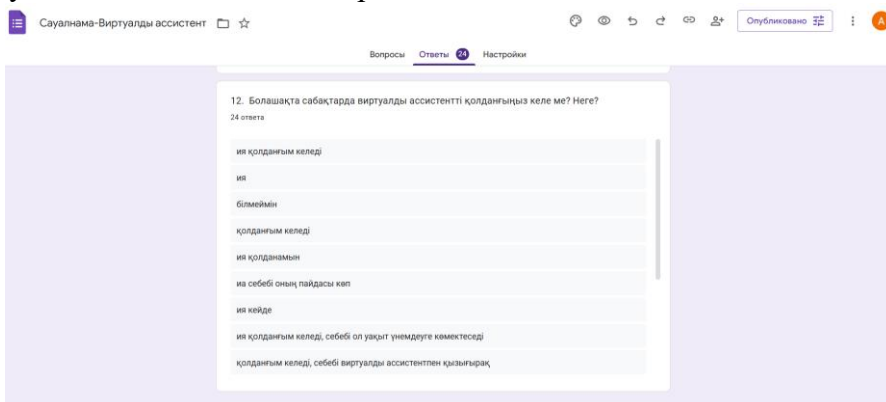 Сауалнама-Виртуалды ассистент
Опубликовано
А
Вопросы Ответы 24 Настройки
12. Болашақта сабақтарда виртуалды ассистентті қолданғыңыз келе ме? Неге?
24 ответа
ия қолданғым келеді
ия
білмеймін
қолданғым келеді
ия қолданамын
иа себебі оның пайдасы көп
ия кейде
ия қолданғым келеді, себебі ол уақыт үнемдеуге көмектеседі
қолданғым келеді, себебі виртуалды ассистентпен қызығырақ